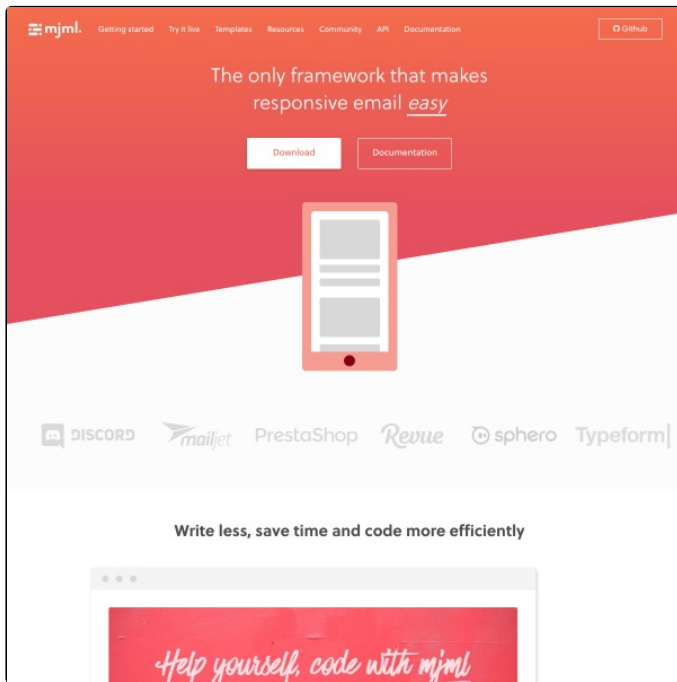 mjml.
Getting started Try it live Templates Resources Community API Documentation Github
The only framework that makes
responsive email easy
Download Documentation
DISCORD mailjet PrestaShop Revue sphero Typeform
Write less, save time and code more efficiently
Help yourself, code with mjml